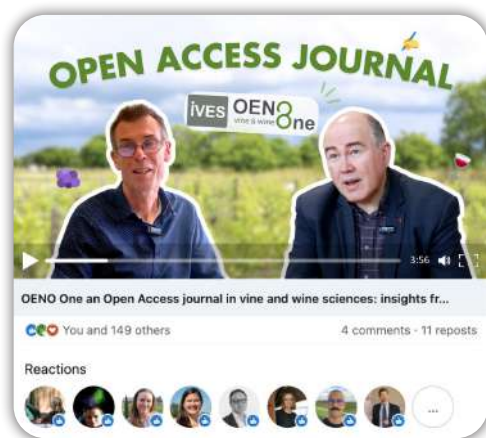 OPEN ACCESS JOURNAL
IVES OENO One
vine & wine
3:56
OENO One an Open Access journal in vine and wine sciences: insights fr...
You and 149 others
4 comments · 11 reposts
Reactions
...